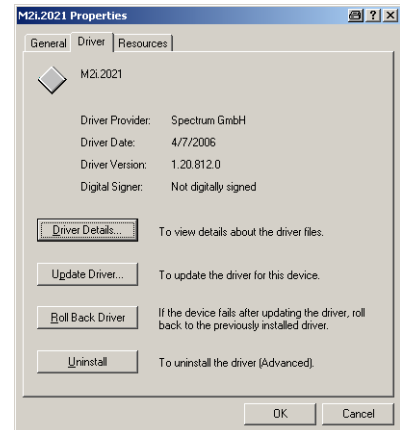 M2i.2021 Properties
General Driver Resources
M2i.2021
Driver Provider: Spectrum GmbH
Driver Date: 4/7/2006
Driver Version: 1.20.812.0
Digital Signer: Not digitally signed
Driver Details... To view details about the driver files.
Update Driver... To update the driver for this device.
Roll Back Driver If the device fails after updating the driver, roll
back to the previously installed driver.
Uninstall To uninstall the driver (Advanced).
OK Cancel